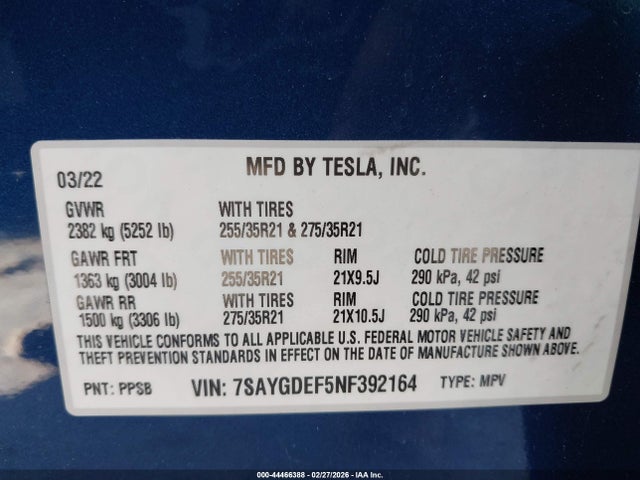 MFD BY TESLA, INC.
03/22
GVWR WITH TIRES
2382 kg (5252 lb) 255/35R21 & 275/35R21
GAWR FRT WITH TIRES RIM COLD TIRE PRESSURE
1363 kg (3004 lb) 255/35R21 21X9.5J 290 kPa, 42 psi
GAWR RR WITH TIRES RIM COLD TIRE PRESSURE
1500 kg (3306 lb) 275/35R21 21X10.5J 290 kPa, 42 psi
THIS VEHICLE CONFORMS TO ALL APPLICABLE U.S. FEDERAL MOTOR VEHICLE SAFETY AND
THEFT PREVENTION STANDARDS IN EFFECT ON THE DATE OF MANUFACTURE SHOWN ABOVE.
PNT: PPSB VIN: 7SAYGDEF5NF392164 TYPE: MPV
000-44466388 - 02/27/2026 - IAA Inc.